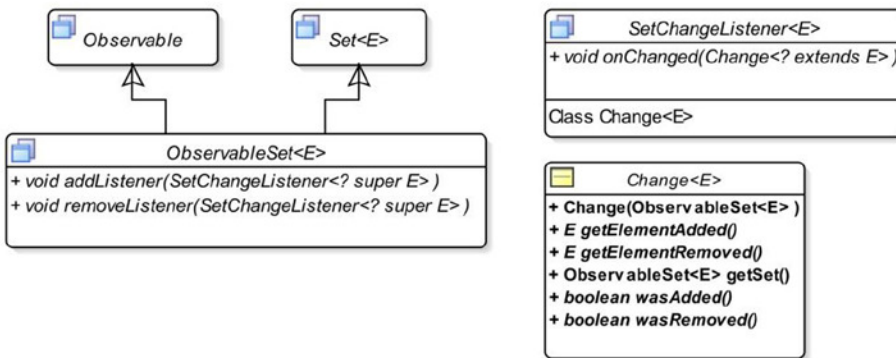 Observable
Set<E>
ObservableSet<E>
+ void addListener(SetChangeListener<? super E> )
+ void removeListener(SetChangeListener<? super E> )
SetChangeListener<E>
+ void onChanged(Change<? extends E> )
Class Change<E>
Change<E>
+ Change(ObservableSet<E> )
+ E getElementAdded()
+ E getElementRemoved()
+ ObservableSet<E> getSet()
+ boolean wasAdded()
+ boolean wasRemoved()